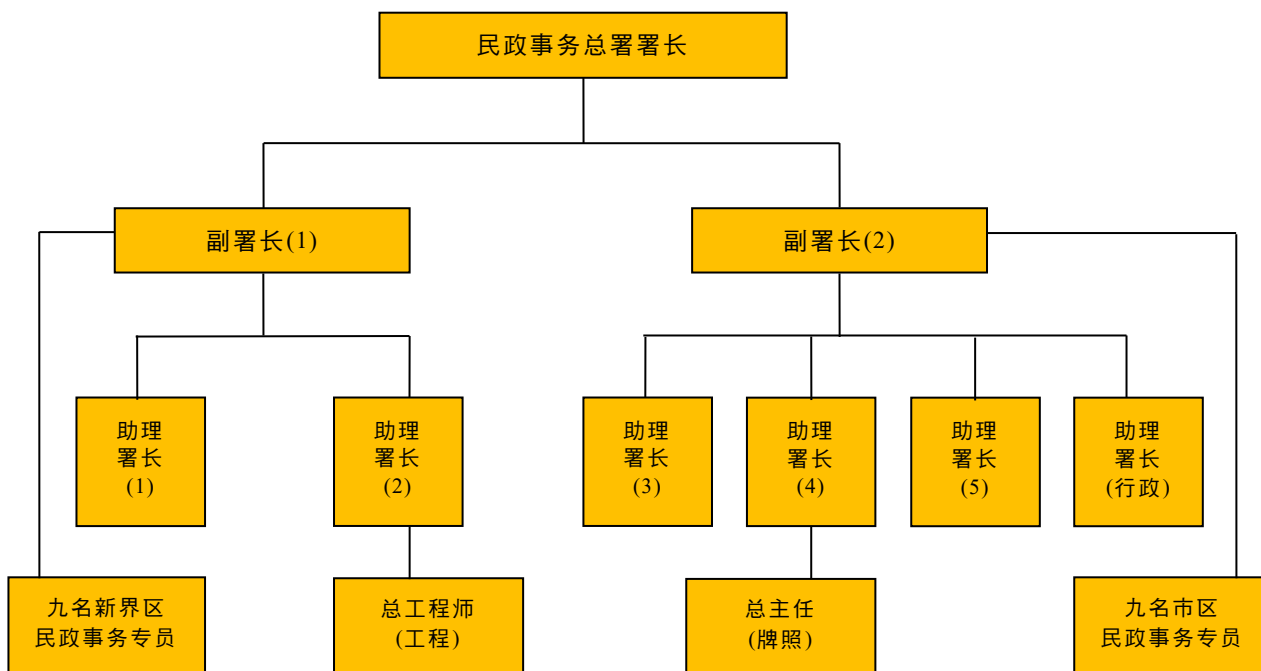 民政事务总署署长
副署长(1)
副署长(2)
助理
署长
(1)
助理
署长
(2)
助理
署长
(3)
助理
署长
(4)
助理
署长
(5)
助理
署长
(行政)
九名新界区
民政事务专员
总工程师
(工程)
总主任
(牌照)
九名市区
民政事务专员